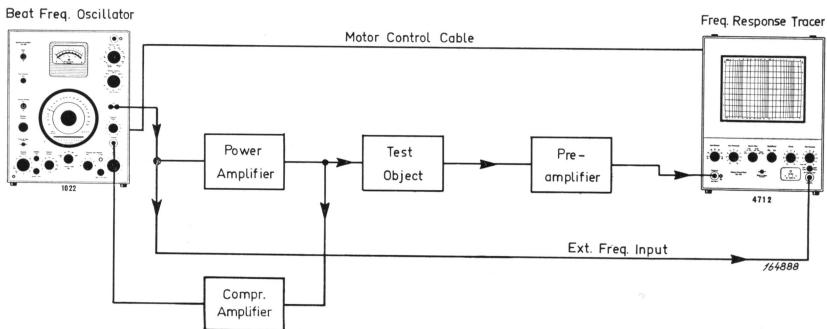 Beat Freq. Oscillator
Freq. Response Tracer
Motor Control Cable
Power
Amplifier
Test
Object
Pre-
amplifier
1022
4712
Ext. Freq. Input
164888
Compr.
Amplifier